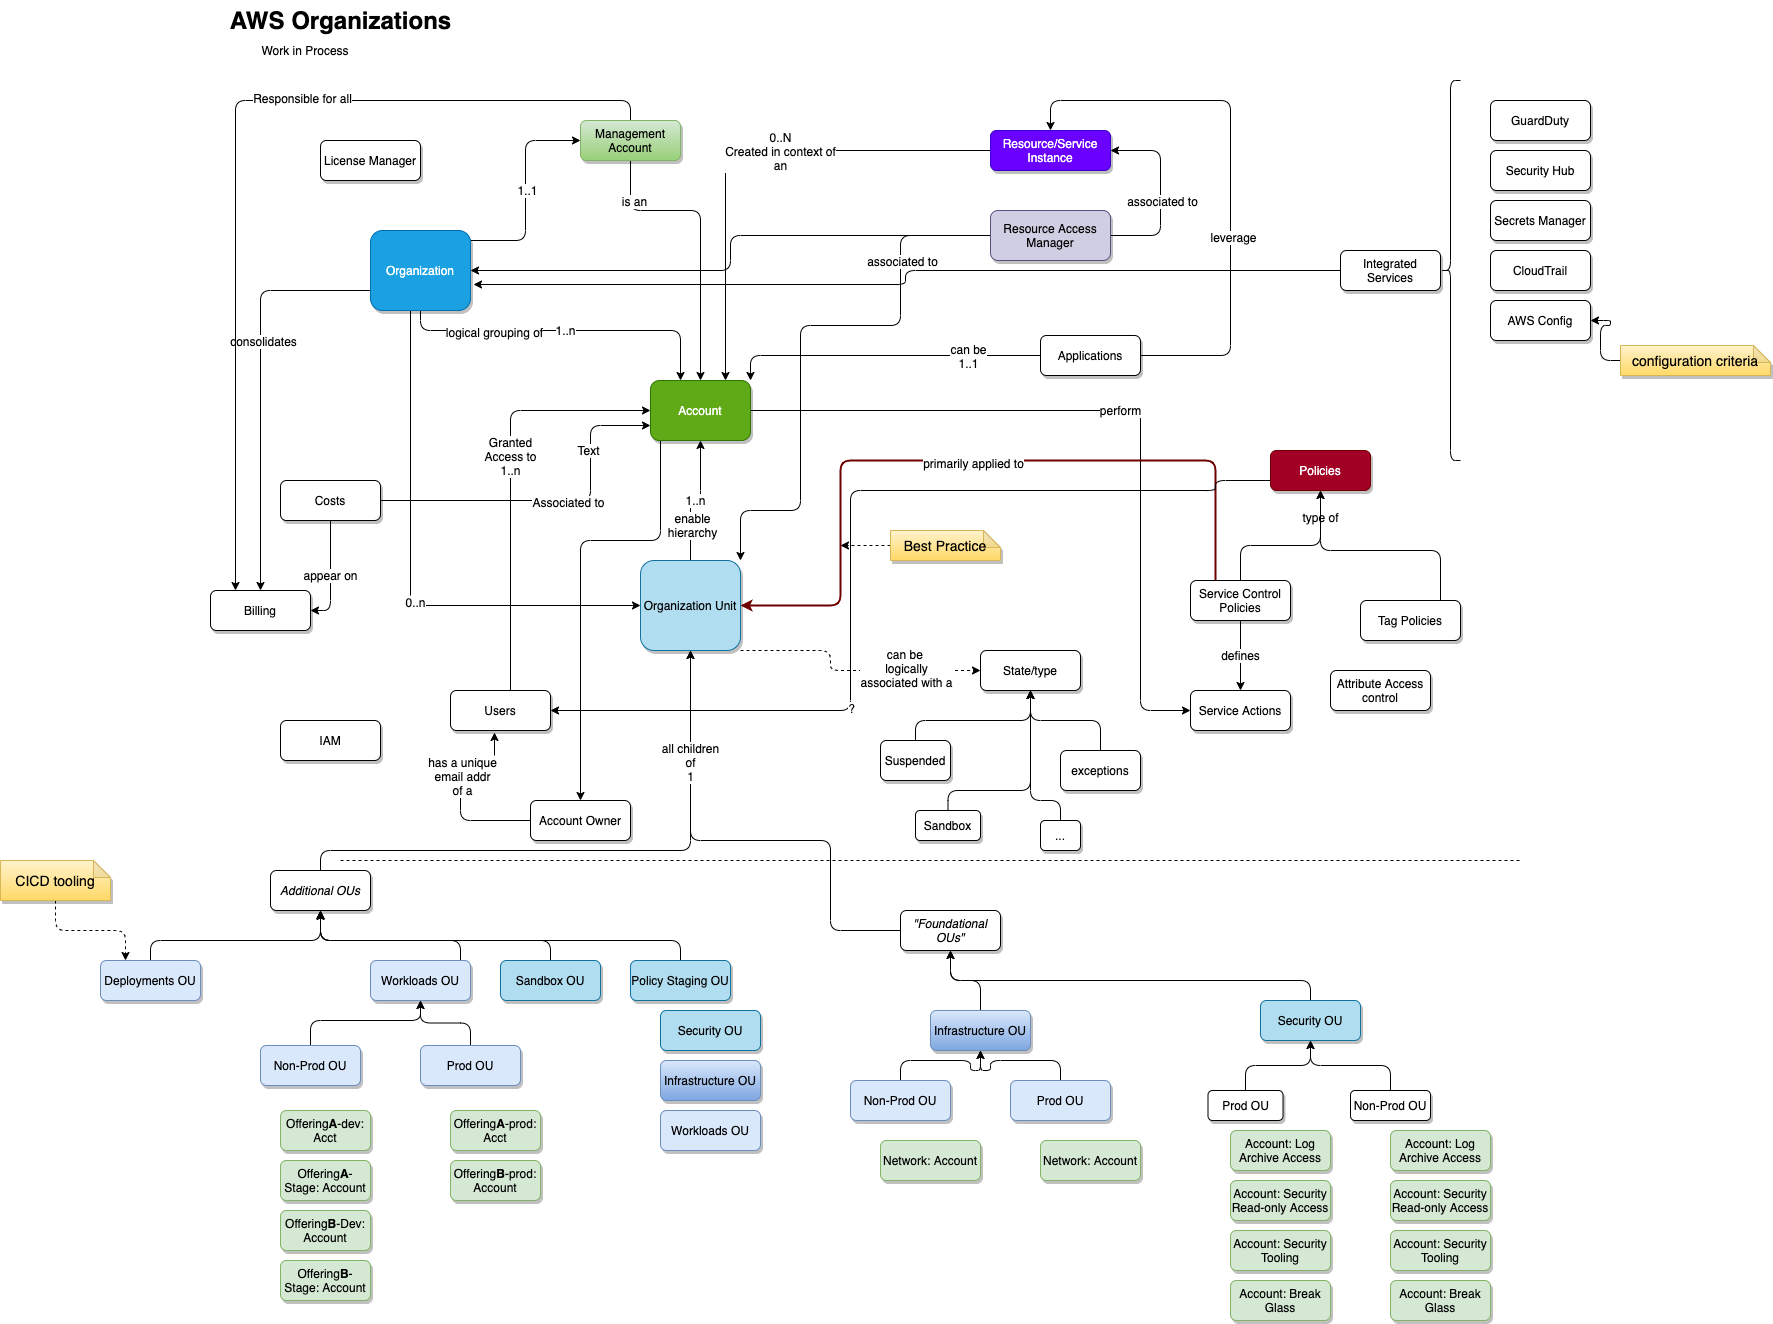 AWS Organizations
Work in Process
Responsible for all
License Manager
Management
Account
1..1
is an
0..N
Created in context of
an
Resource/Service
Instance
associated to
Resource Access
Manager
leverage
associated to
Integrated
Services
GuardDuty
Security Hub
Secrets Manager
CloudTrail
AWS Config
configuration criteria
Organization
consolidates
logical grouping of
1..n
can be
1..1
Applications
Account
perform
Granted
Access to
1..n
Text
Costs
Associated to
1..n
enable
hierarchy
primarily applied to
Policies
type of
Best Practice
appear on
Billing
0..n
Organization Unit
Service Control
Policies
Tag Policies
defines
Attribute Access
control
Service Actions
can be
logically
associated with a
State/type
Users
?
IAM
has a unique
email addr
of a
all children
of
1
Suspended
exceptions
Sandbox
...
Account Owner
CICD tooling
Additional OUs
"Foundational
OUs"
Deployments OU
Workloads OU
Sandbox OU
Policy Staging OU
Security OU
Infrastructure OU
Workloads OU
Non-Prod OU
Prod OU
OfferingA-dev:
Acct
OfferingA-
Stage: Account
OfferingB-Dev:
Account
OfferingB-
Stage: Account
OfferingA-prod:
Acct
OfferingB-prod:
Account
Infrastructure OU
Non-Prod OU
Prod OU
Network: Account
Network: Account
Security OU
Prod OU
Non-Prod OU
Account: Log
Archive Access
Account: Security
Read-only Access
Account: Security
Tooling
Account: Break
Glass
Account: Log
Archive Access
Account: Security
Read-only Access
Account: Security
Tooling
Account: Break
Glass